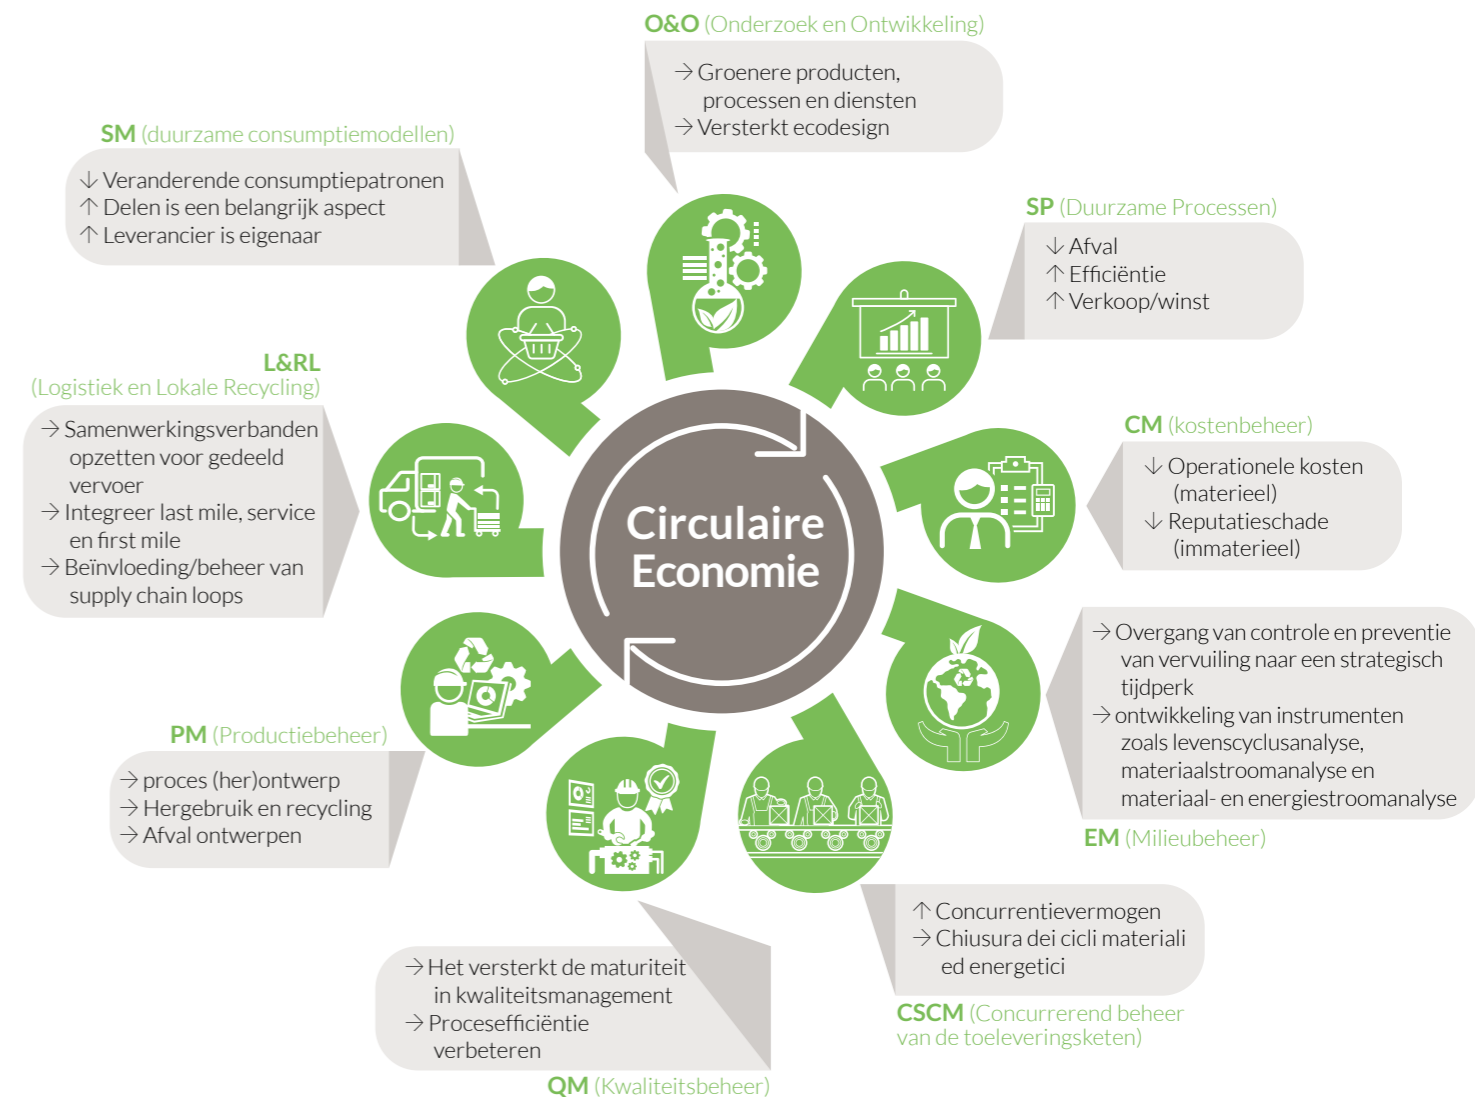 O&O (Onderzoek en Ontwikkeling)
→ Groenere producten,
processen en diensten
→ Versterkt ecodesign
SM (duurzame consumptiemodellen)
↓ Veranderende consumptiepatronen
↑ Delen is een belangrijk aspect
↑ Leverancier is eigenaar
SP (Duurzame Processen)
↓ Afval
↑ Efficiëntie
↑ Verkoop/winst
L&RL
(Logistiek en Lokale Recycling)
→ Samenwerkingsverbanden
opzetten voor gedeeld
vervoer
→ Integreer last mile, service
en first mile
→ Beïnvloeding/beheer van
supply chain loops
CM (kostenbeheer)
↓ Operationele kosten
(materieel)
↓ Reputatieschade
(immaterieel)
Circulaire
Economie
→ Overgang van controle en preventie
van vervuiling naar een strategisch
tijdperk
→ ontwikkeling van instrumenten
zoals levenscyclusanalyse,
materiaalstroomanalyse en
materiaal- en energiestroomanalyse
EM (Milieubeheer)
PM (Productiebeheer)
→ proces (her)ontwerp
→ Hergebruik en recycling
→ Afval ontwerpen
↑ Concurrentievermogen
→ Chiusura dei cicli materiali
ed energetici
CSCM (Concurrerend beheer
van de toeleveringsketen)
→ Het versterkt de maturiteit
in kwaliteitsmanagement
→ Procesefficiëntie
verbeteren
QM (Kwaliteitsbeheer)